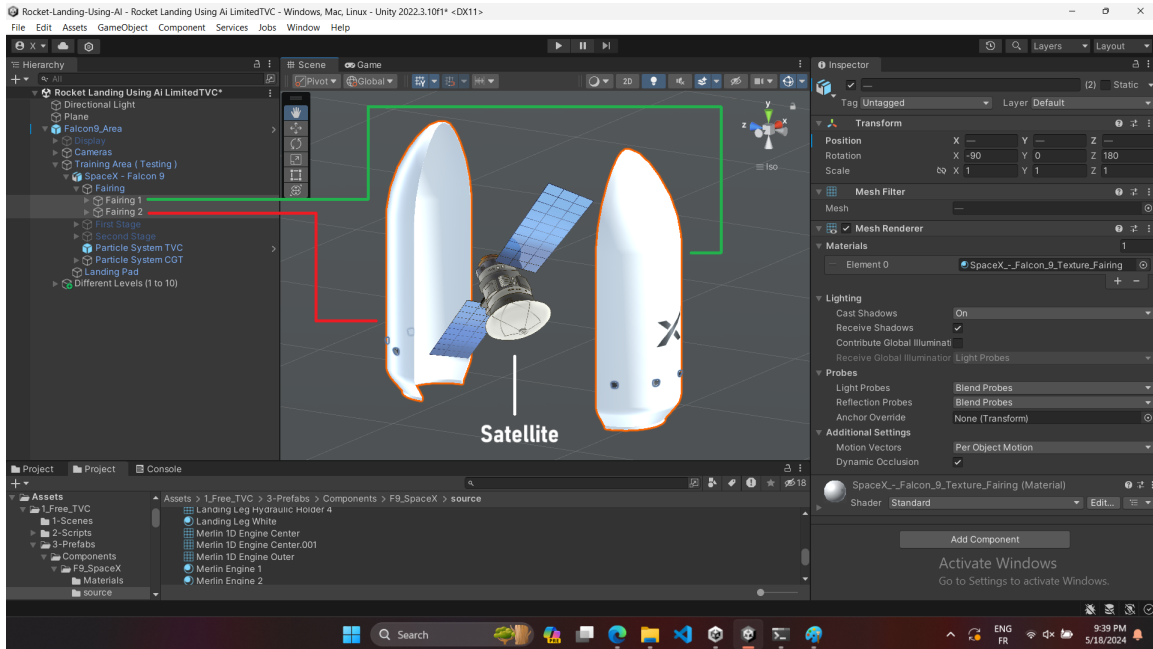 Rocket-Landing-Using-AI - Rocket Landing Using Ai LimitedTVC - Windows, Mac, Linux - Unity 2022.3.10f1* <DX11>
File Edit Assets GameObject Component Services Jobs Window Help
X Layers Layout
Hierarchy
All
Rocket Landing Using Ai LimitedTVC*
Directional Light
Plane
Falcon9_Area
Display
Cameras
Training Area ( Testing )
SpaceX - Falcon 9
Fairing
Fairing 1
Fairing 2
First Stage
Second Stage
Particle System TVC
Particle System CGT
Landing Pad
Different Levels (1 to 10)
Scene Game
Pivot Global 2D
y
z x
Iso
X
Satellite
Inspector
— (2) Static
Tag Untagged Layer Default
Transform
Position X — Y — Z —
Rotation X -90 Y 0 Z 180
Scale X 1 Y 1 Z 1
Mesh Filter
Mesh —
Mesh Renderer
Materials 1
Element 0 SpaceX_-_Falcon_9_Texture_Fairing
+ −
Lighting
Cast Shadows On
Receive Shadows
Contribute Global Illuminati
Receive Global Illumination Light Probes
Probes
Light Probes Blend Probes
Reflection Probes Blend Probes
Anchor Override None (Transform)
Additional Settings
Motion Vectors Per Object Motion
Dynamic Occlusion
SpaceX_-_Falcon_9_Texture_Fairing (Material)
Shader Standard Edit...
Add Component
Activate Windows
Go to Settings to activate Windows.
Project Project Console
18
Assets
1_Free_TVC
1-Scenes
2-Scripts
3-Prefabs
Components
F9_SpaceX
Materials
source
Assets > 1_Free_TVC > 3-Prefabs > Components > F9_SpaceX > source
Landing Leg Hydraulic Holder 4
Landing Leg White
Merlin 1D Engine Center
Merlin 1D Engine Center.001
Merlin 1D Engine Outer
Merlin Engine 1
Merlin Engine 2
Search
PRE
ENG
FR
9:39 PM
5/18/2024